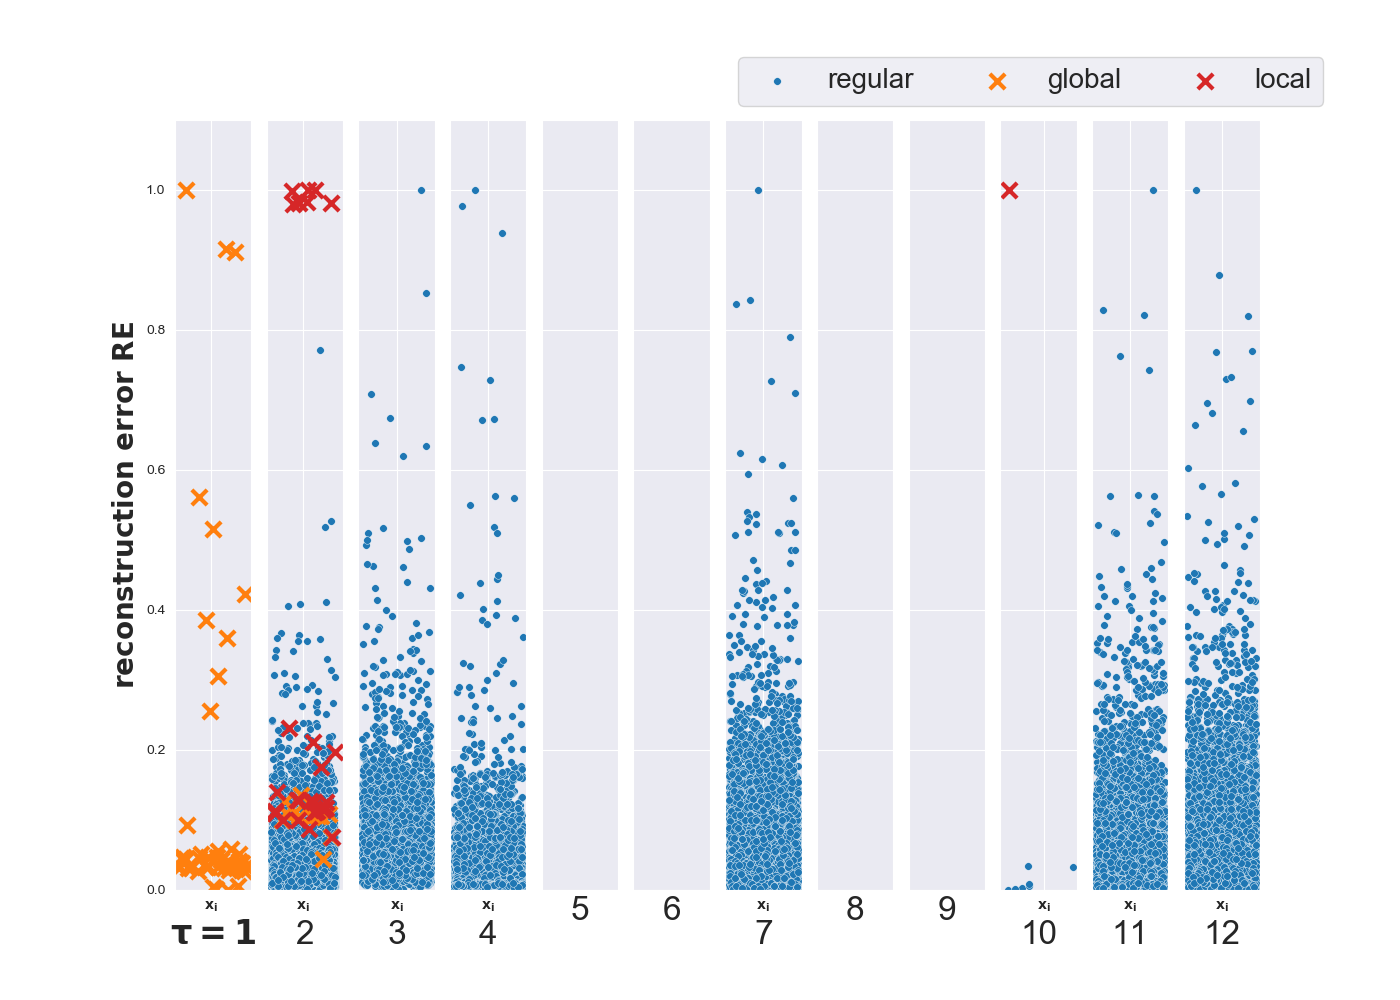 regular global local
reconstruction error RE
1.0
0.8
0.6
0.4
0.2
0.0
xᵢ xᵢ xᵢ xᵢ xᵢ xᵢ xᵢ xᵢ
τ = 1 2 3 4 5 6 7 8 9 10 11 12